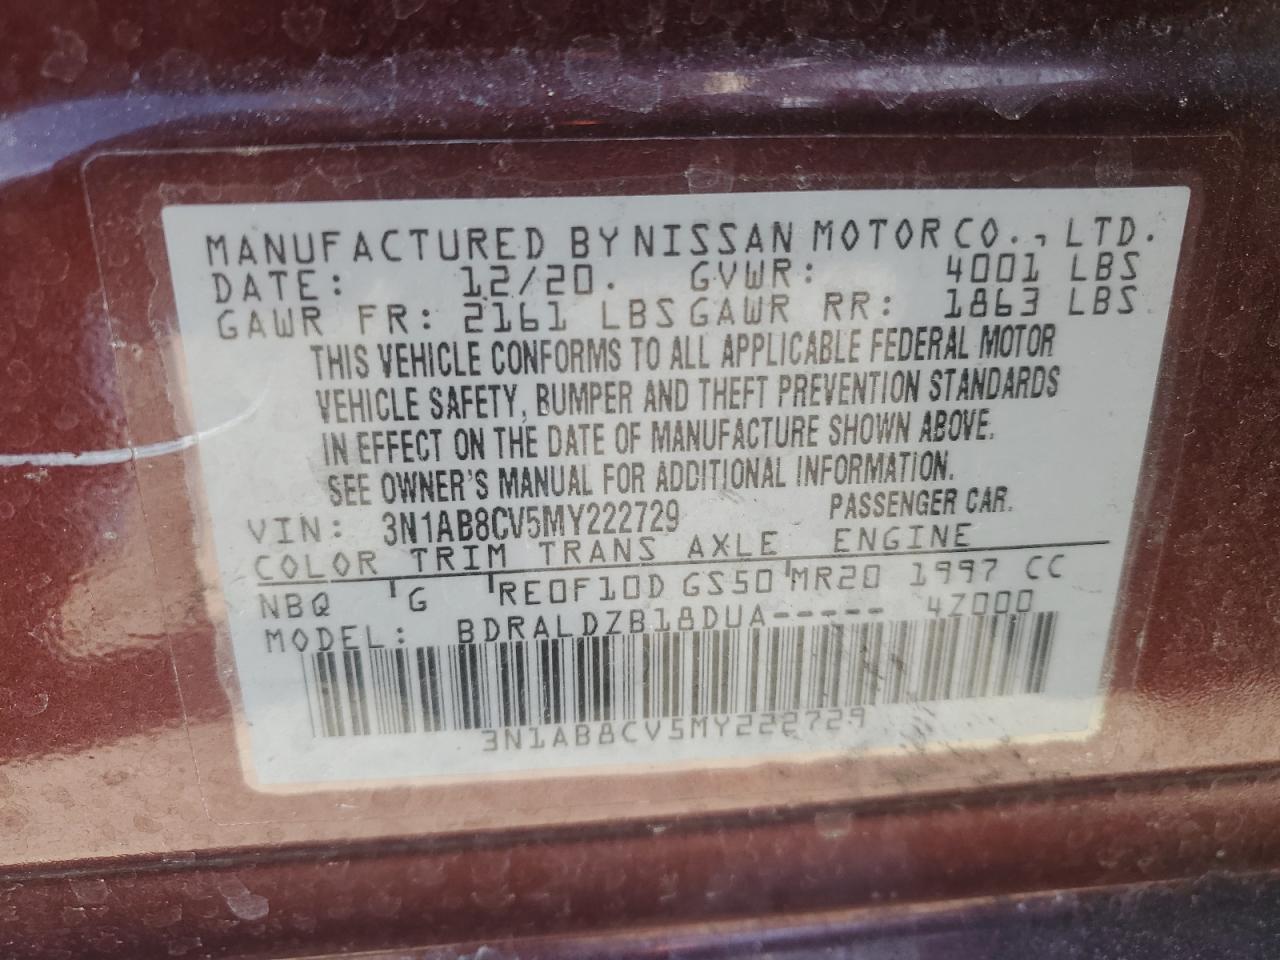 MANUFACTURED BY NISSAN MOTOR CO., LTD.
DATE: 12/20. GVWR: 4001 LBS
GAWR FR: 2161 LBS GAWR RR: 1863 LBS
THIS VEHICLE CONFORMS TO ALL APPLICABLE FEDERAL MOTOR
VEHICLE SAFETY, BUMPER AND THEFT PREVENTION STANDARDS
IN EFFECT ON THE DATE OF MANUFACTURE SHOWN ABOVE.
SEE OWNER'S MANUAL FOR ADDITIONAL INFORMATION.
VIN: 3N1AB8CV5MY222729 PASSENGER CAR.
COLOR TRIM TRANS AXLE ENGINE
NBQ G RE0F10D GS50 MR20 1997 CC
MODEL: BDRALDZB18DUA----- 4Z000
3N1AB8CV5MY222729